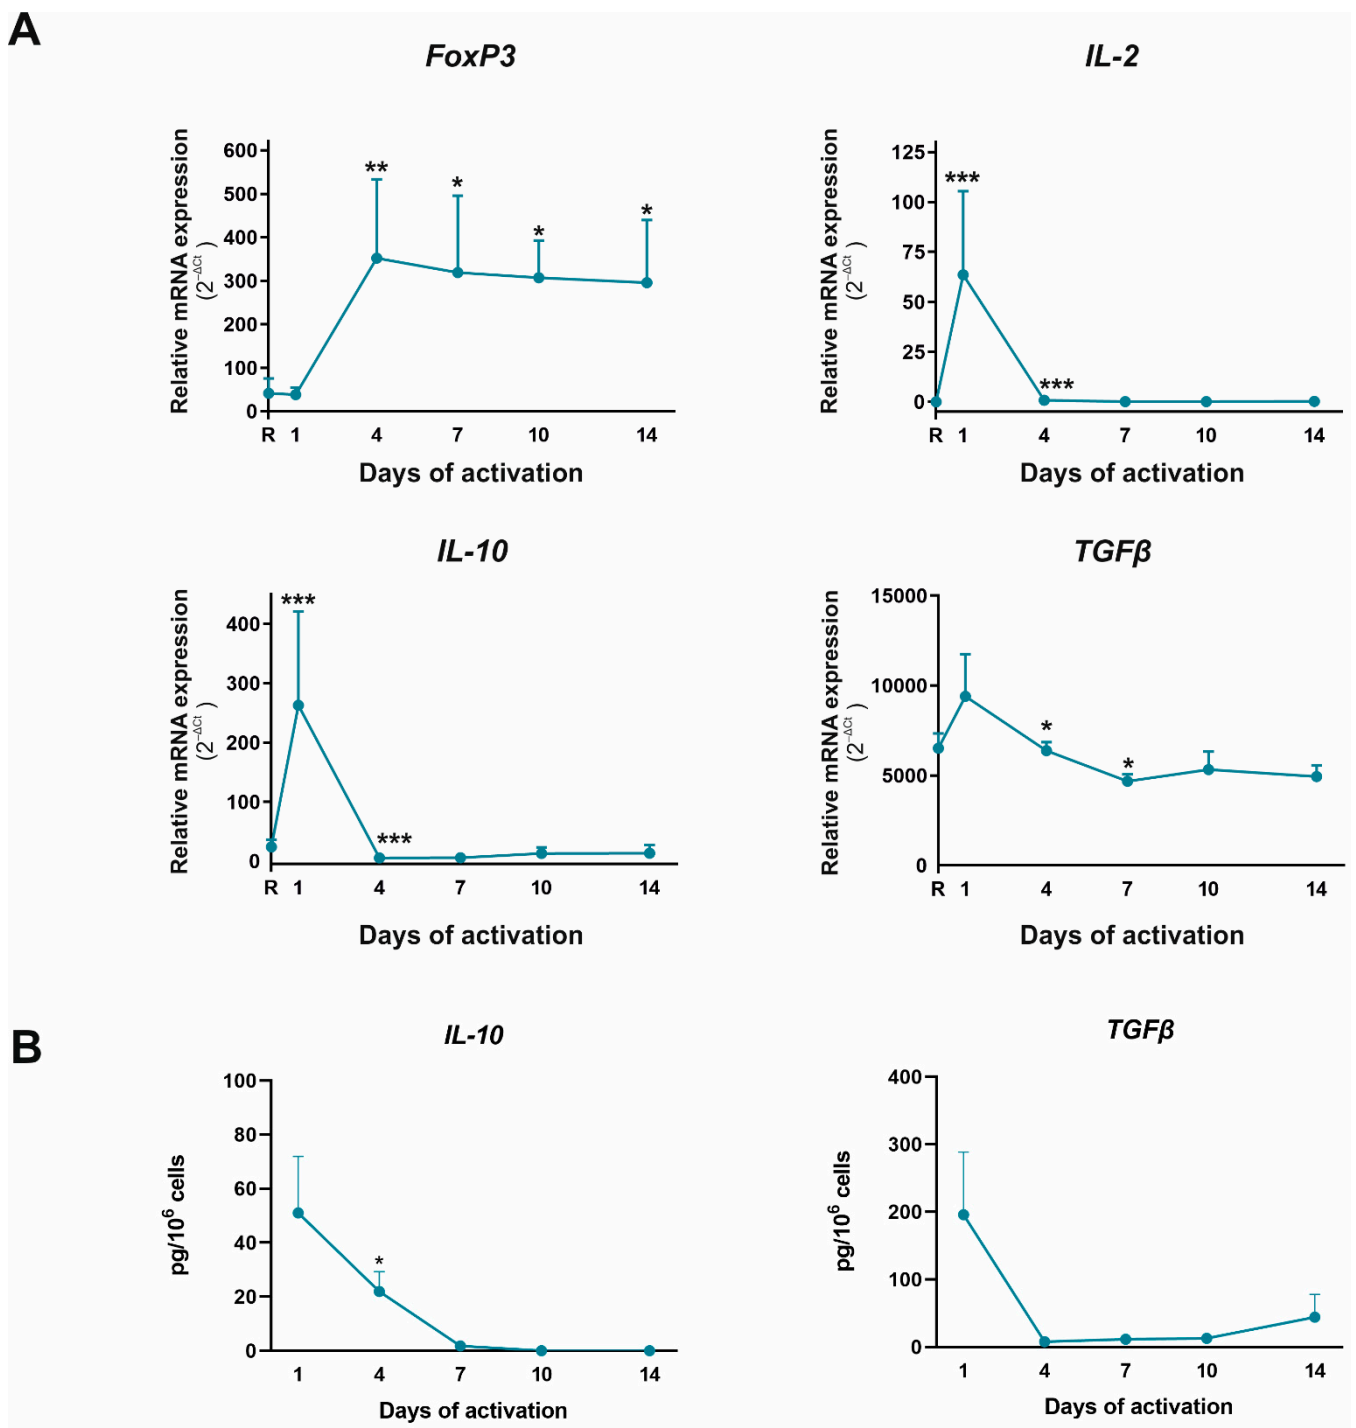 A
FoxP3
IL-2
Relative mRNA expression
(2−ΔCt )
600
500
400
300
200
100
0
**
*
*
*
R 1 4 7 10 14
Days of activation
Relative mRNA expression
(2−ΔCt )
125
100
75
50
25
0
***
***
R 1 4 7 10 14
Days of activation
IL-10
TGFβ
Relative mRNA expression
(2−ΔCt )
400
300
200
100
0
***
***
R 1 4 7 10 14
Days of activation
Relative mRNA expression
(2−ΔCt )
15000
10000
5000
0
*
*
R 1 4 7 10 14
Days of activation
B
IL-10
TGFβ
pg/10⁶ cells
100
80
60
40
20
0
*
1 4 7 10 14
Days of activation
pg/10⁶ cells
400
300
200
100
0
1 4 7 10 14
Days of activation